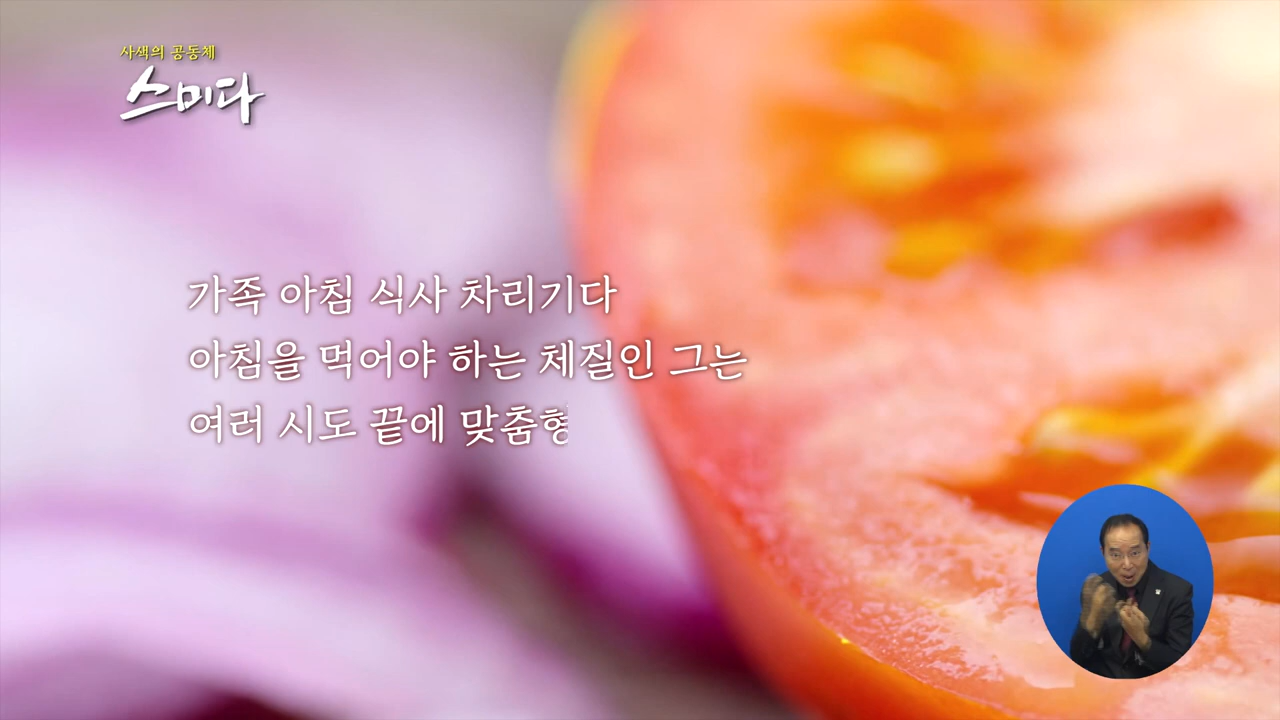 사색의 공동체
스미다
가족 아침 식사 차리기다
아침을 먹어야 하는 체질인 그는
여러 시도 끝에 맞춤형